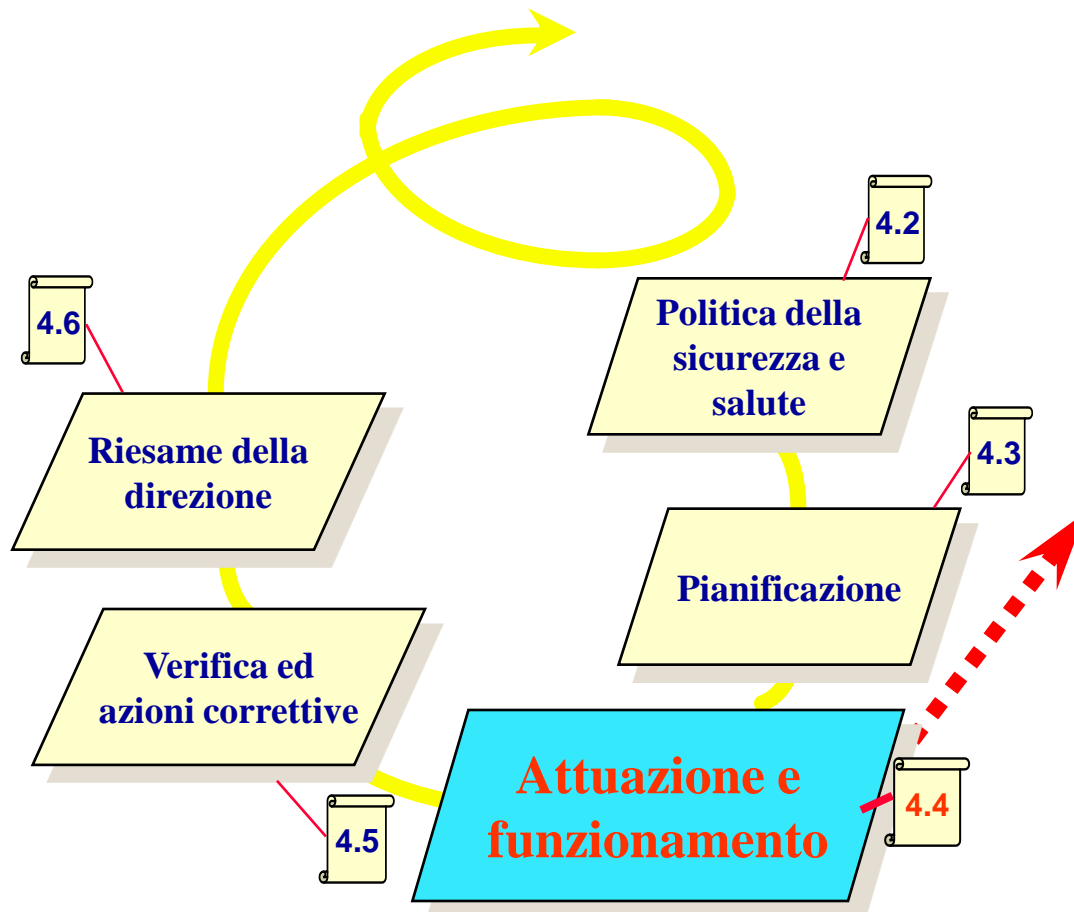 4.2
Politica della
sicurezza e
salute
4.3
Pianificazione
4.4
Attuazione e
funzionamento
4.5
Verifica ed
azioni correttive
4.6
Riesame della
direzione